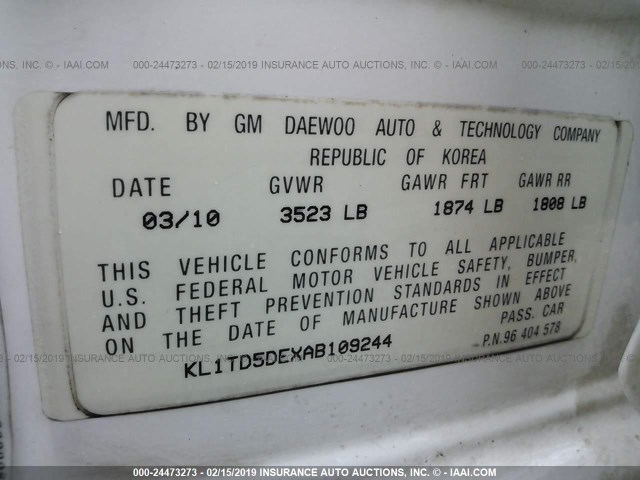 000-24473273 - 02/15/2019 INSURANCE AUTO AUCTIONS, INC. © - IAAI.COM
MFD. BY GM DAEWOO AUTO & TECHNOLOGY COMPANY
REPUBLIC OF KOREA
DATE GVWR GAWR FRT GAWR RR
03/10 3523 LB 1874 LB 1808 LB
THIS VEHICLE CONFORMS TO ALL APPLICABLE
U.S. FEDERAL MOTOR VEHICLE SAFETY, BUMPER,
AND THEFT PREVENTION STANDARDS IN EFFECT
ON THE DATE OF MANUFACTURE SHOWN ABOVE
PASS. CAR
KL1TD5DEXAB109244 P.N.96 404 578
000-24473273 - 02/15/2019 INSURANCE AUTO AUCTIONS, INC. © - IAAI.COM